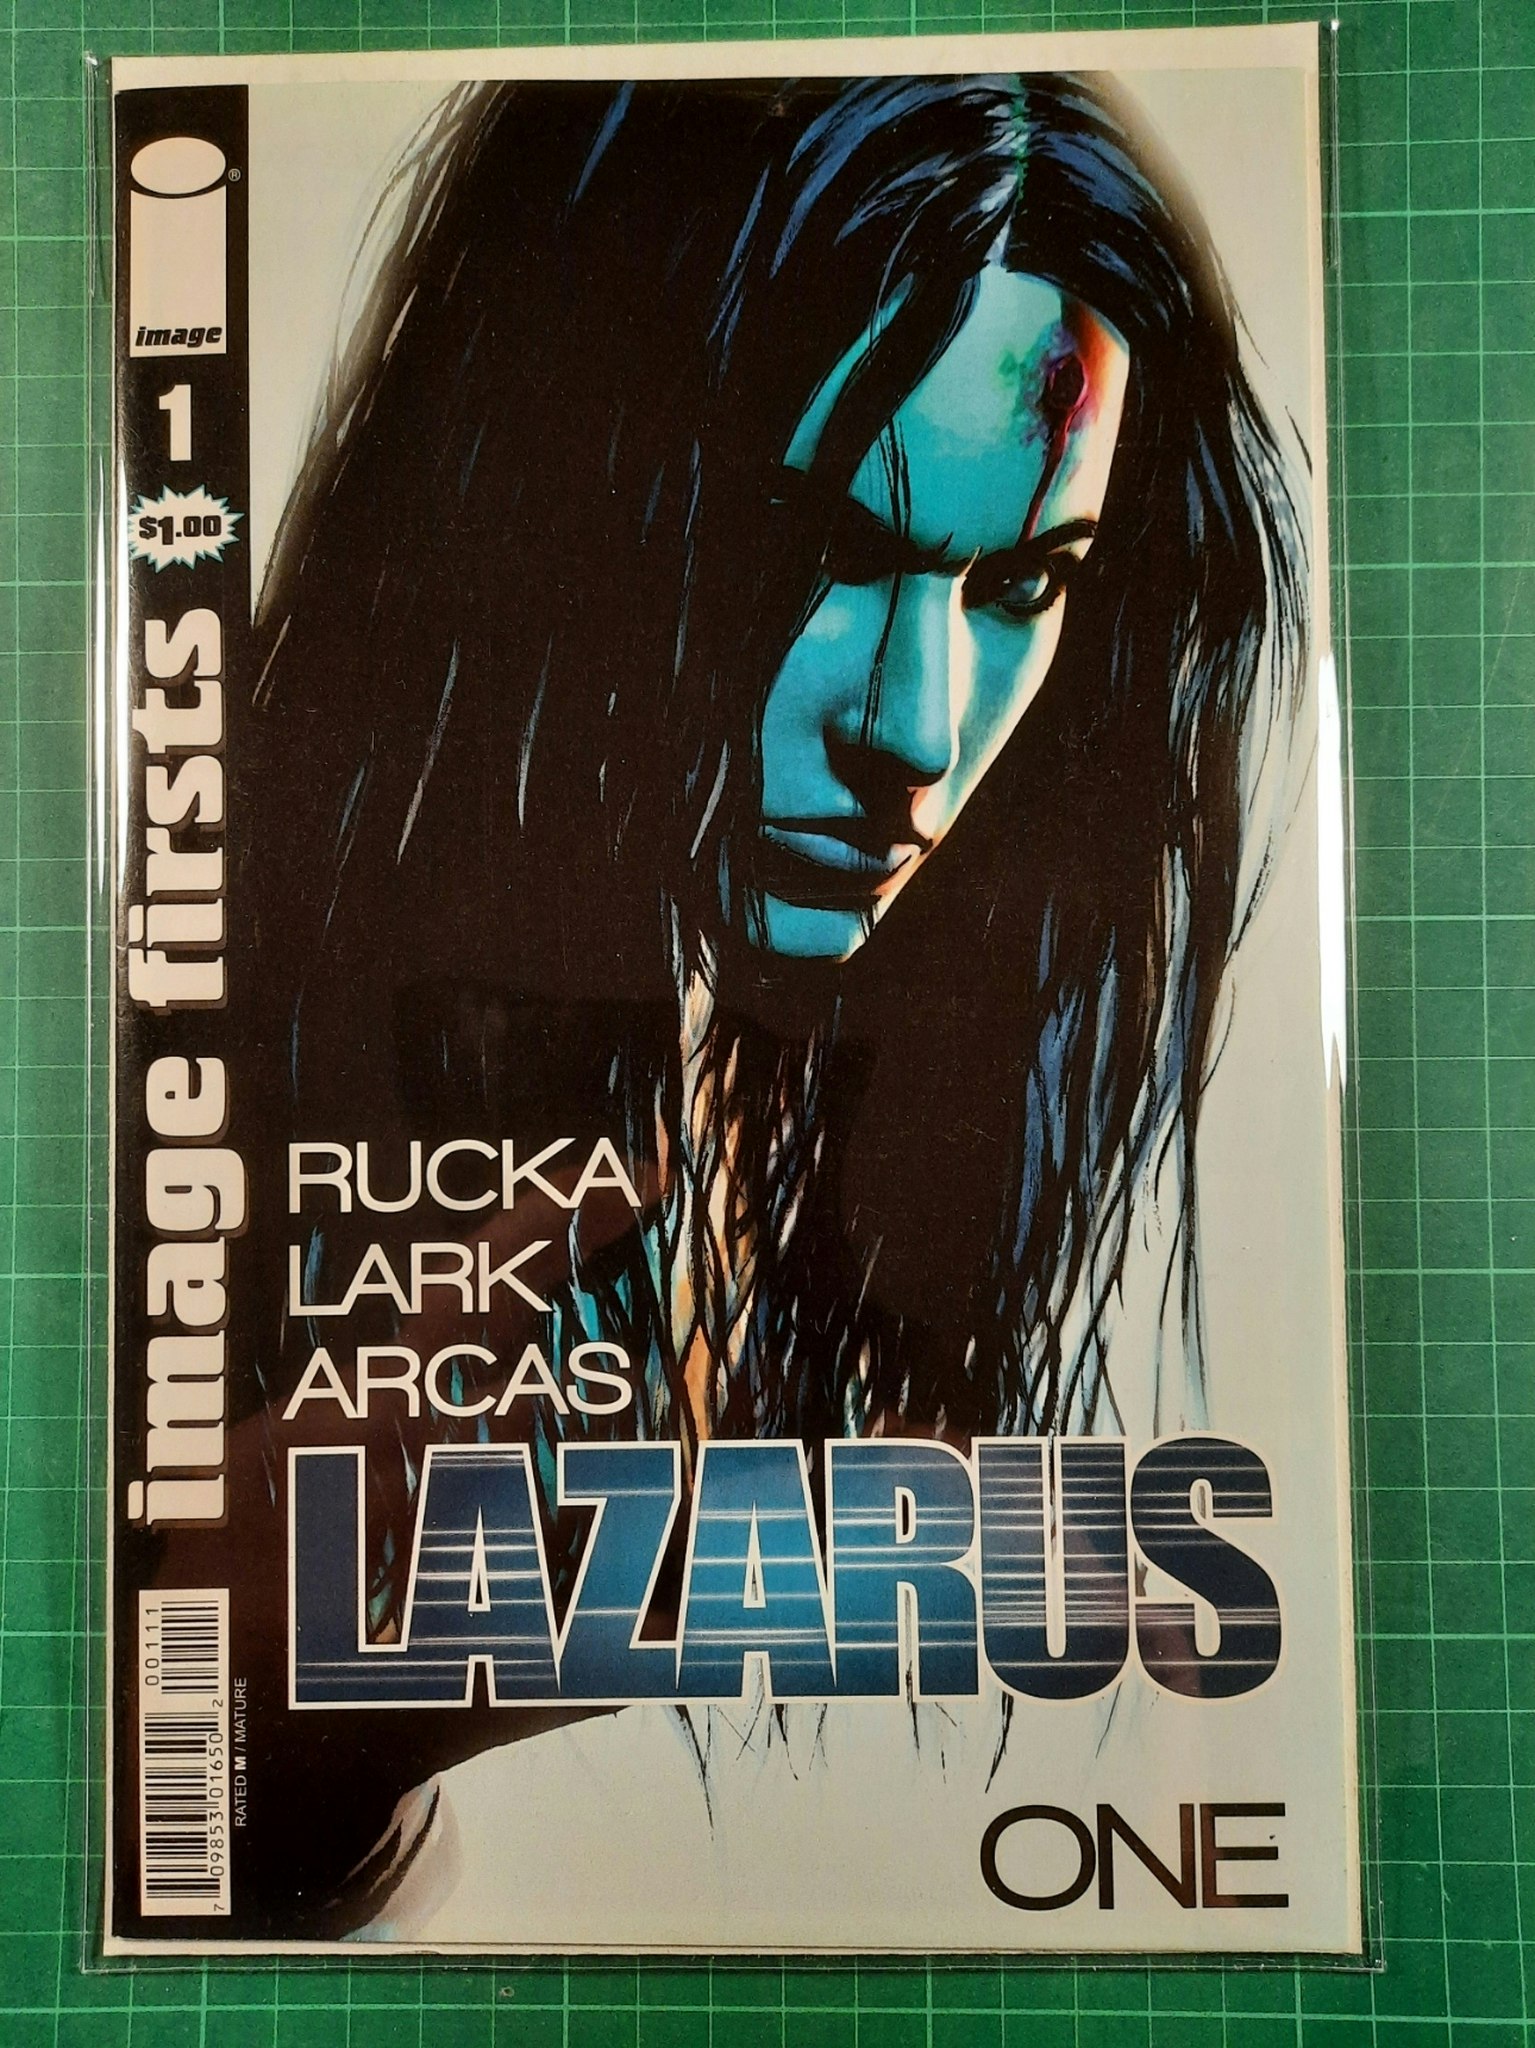 ®
image
1
$1.00
image firsts
RUCKA
LARK
ARCAS
LAZARUS
ONE
00111
7 09853 01650 2
RATED M / MATURE